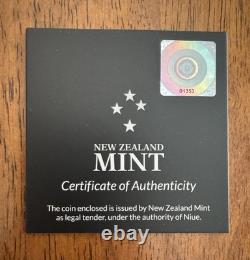 01353
NEW ZEALAND
MINT
Certificate of Authenticity
The coin enclosed is issued by New Zealand Mint
as legal tender, under the authority of Niue.